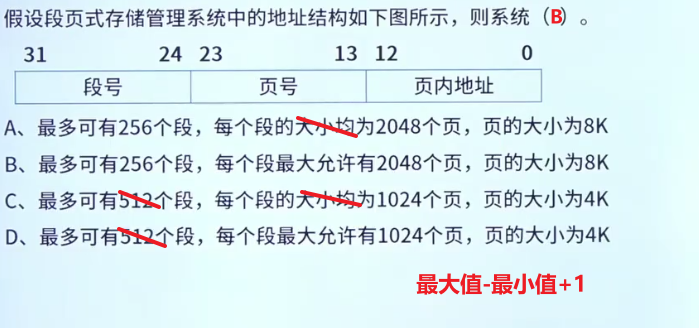 假设段页式存储管理系统中的地址结构如下图所示，则系统（B）。
31 24 23 13 12 0
段号 页号 页内地址
A、最多可有256个段，每个段的大小均为2048个页，页的大小为8K
B、最多可有256个段，每个段最大允许有2048个页，页的大小为8K
C、最多可有512个段，每个段的大小均为1024个页，页的大小为4K
D、最多可有512个段，每个段最大允许有1024个页，页的大小为4K
最大值-最小值+1